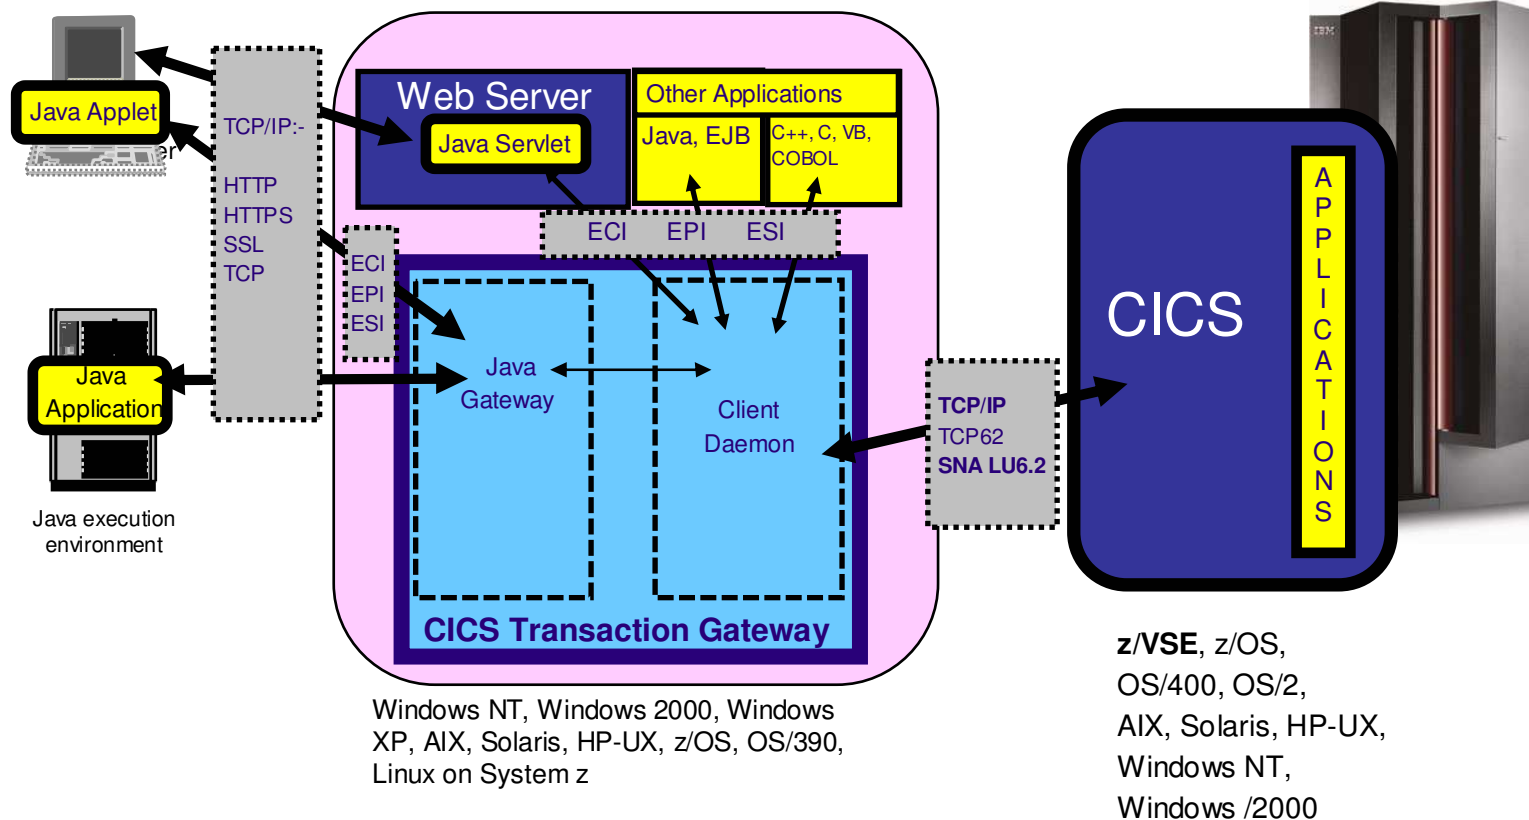 IBM
Java Applet
er
TCP/IP:-
HTTP
HTTPS
SSL
TCP
Web Server
Java Servlet
Other Applications
Java, EJB
C++, C, VB,
COBOL
ECI EPI ESI
ECI
EPI
ESI
Java
Application
Java execution
environment
Java
Gateway
Client
Daemon
CICS Transaction Gateway
TCP/IP
TCP62
SNA LU6.2
CICS
APPLICATIONS
Windows NT, Windows 2000, Windows
XP, AIX, Solaris, HP-UX, z/OS, OS/390,
Linux on System z
z/VSE, z/OS,
OS/400, OS/2,
AIX, Solaris, HP-UX,
Windows NT,
Windows /2000